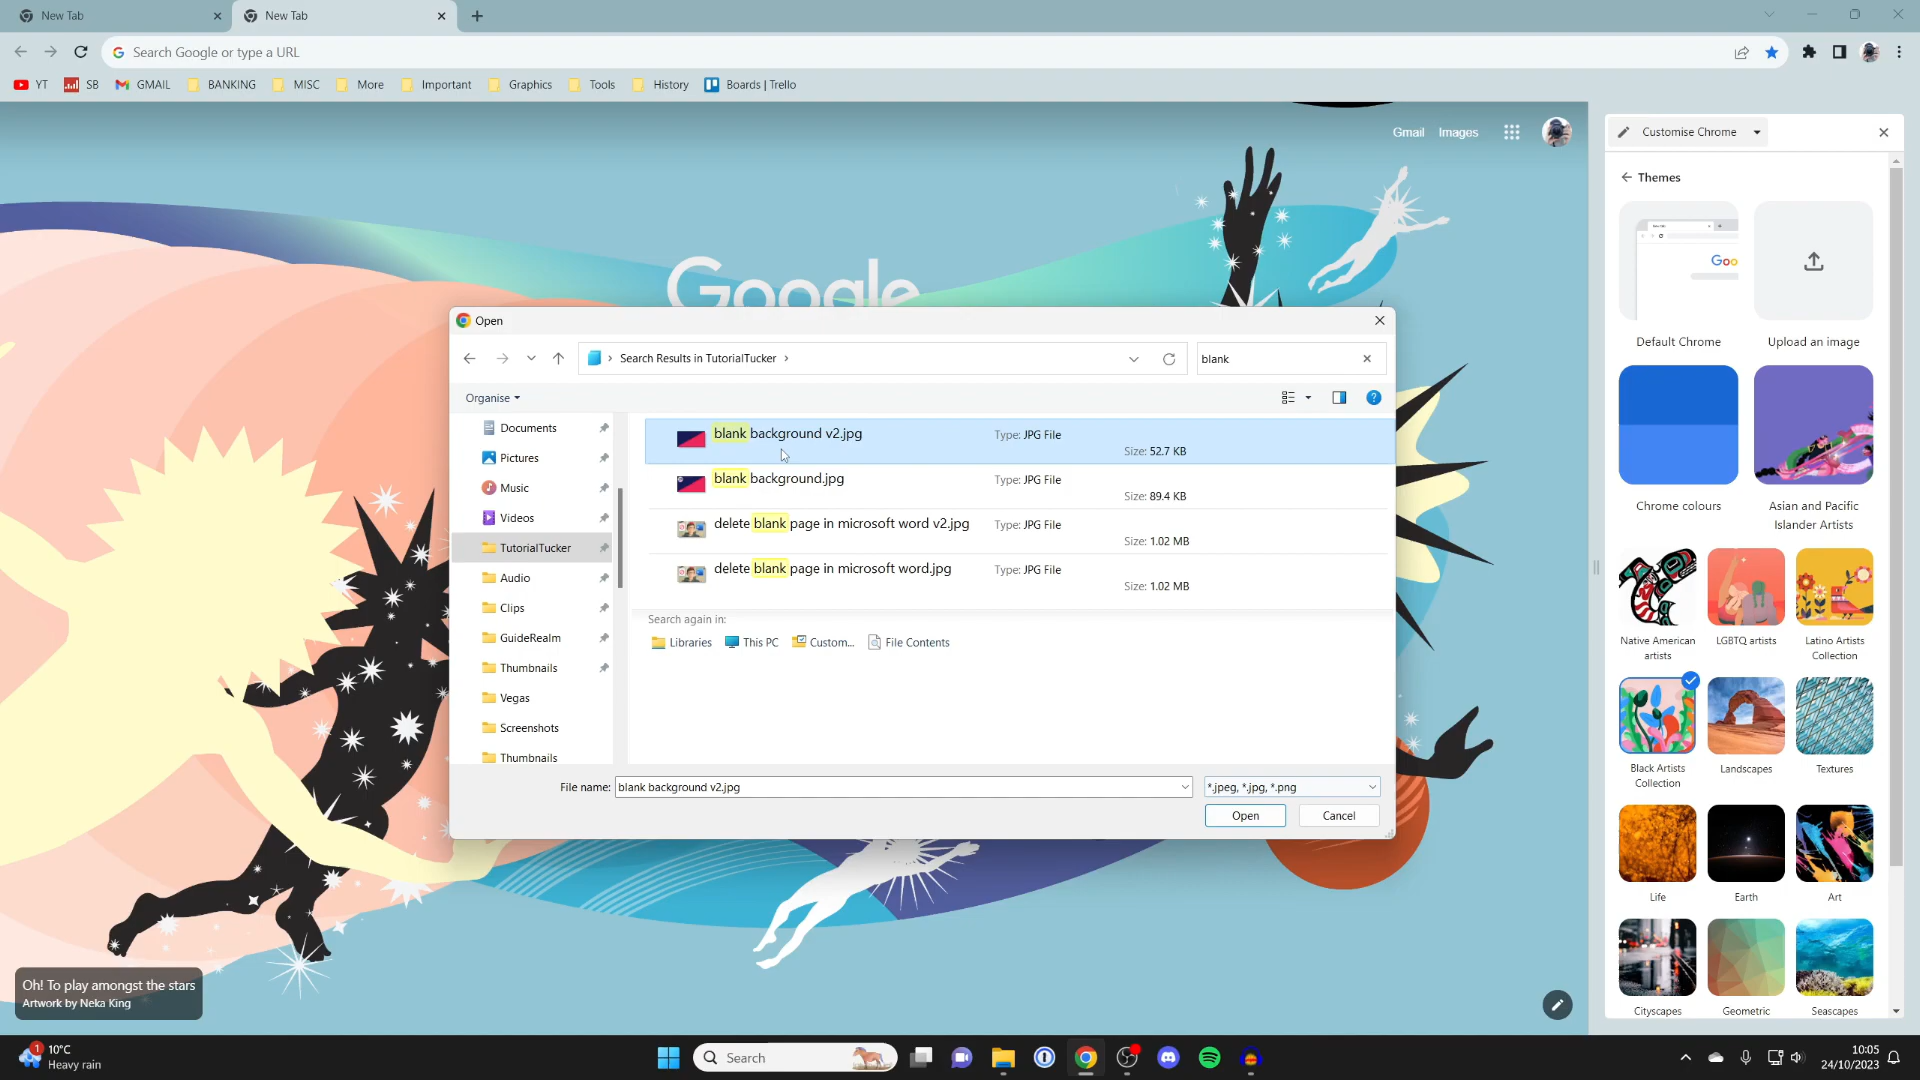 New Tab
New Tab
Search Google or type a URL
YT
SB
GMAIL
BANKING
MISC
More
Important
Graphics
Tools
History
Boards | Trello
Gmail
Images
Google
Customise Chrome
Themes
Goo
Default Chrome
Upload an image
Chrome colours
Asian and Pacific
Islander Artists
Native American
artists
LGBTQ artists
Latino Artists
Collection
Black Artists
Collection
Landscapes
Textures
Life
Earth
Art
Cityscapes
Geometric
Seascapes
Open
Search Results in TutorialTucker
blank
Organise
Documents
Pictures
Music
Videos
TutorialTucker
Audio
Clips
GuideRealm
Thumbnails
Vegas
Screenshots
Thumbnails
blank background v2.jpg
Type: JPG File
Size: 52.7 KB
blank background.jpg
Type: JPG File
Size: 89.4 KB
delete blank page in microsoft word v2.jpg
Type: JPG File
Size: 1.02 MB
delete blank page in microsoft word.jpg
Type: JPG File
Size: 1.02 MB
Search again in:
Libraries
This PC
Custom...
File Contents
File name:
blank background v2.jpg
*.jpeg, *.jpg, *.png
Open
Cancel
Oh! To play amongst the stars
Artwork by Neka King
1
10°C
Heavy rain
Search
10:05
24/10/2023